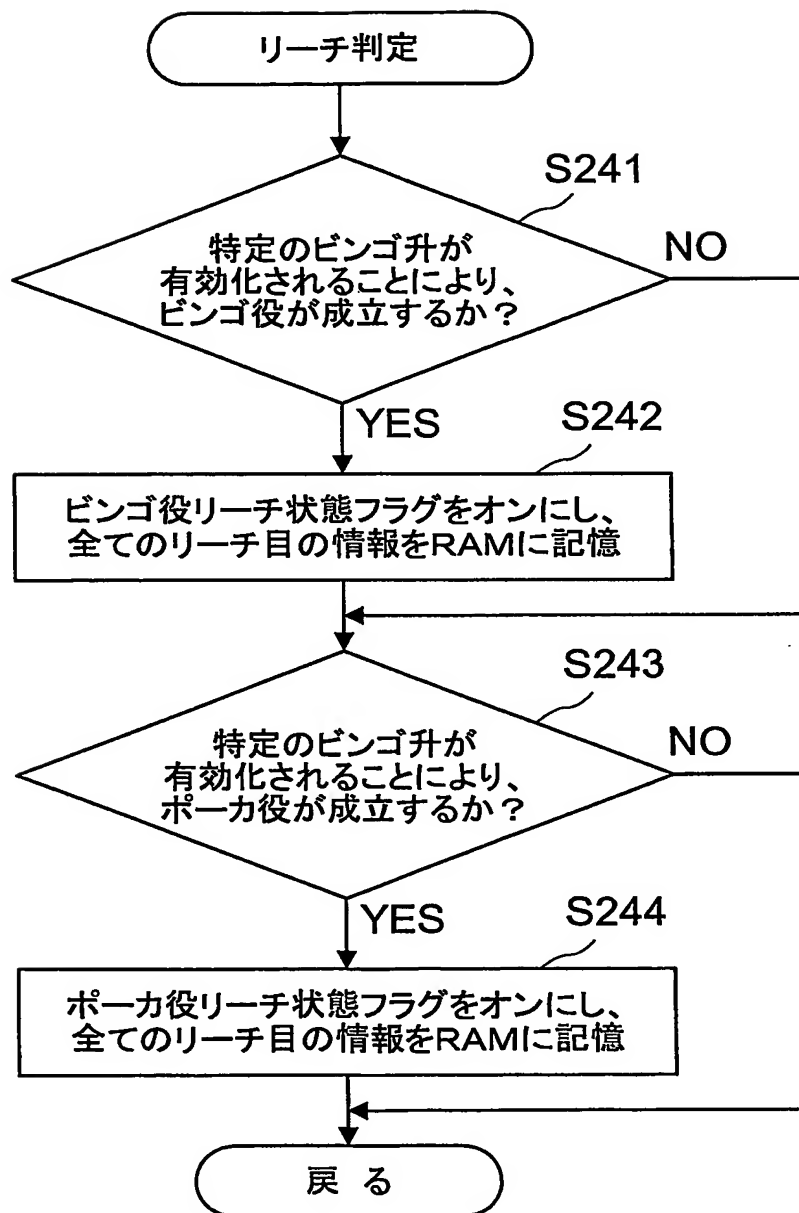 リーチ判定
S241
特定のビンゴ升が
有効化されることにより、
ビンゴ役が成立するか？
NO
YES
S242
ビンゴ役リーチ状態フラグをオンにし、
全てのリーチ目の情報をRAMに記憶
S243
特定のビンゴ升が
有効化されることにより、
ポーカ役が成立するか？
NO
YES
S244
ポーカ役リーチ状態フラグをオンにし、
全てのリーチ目の情報をRAMに記憶
戻 る